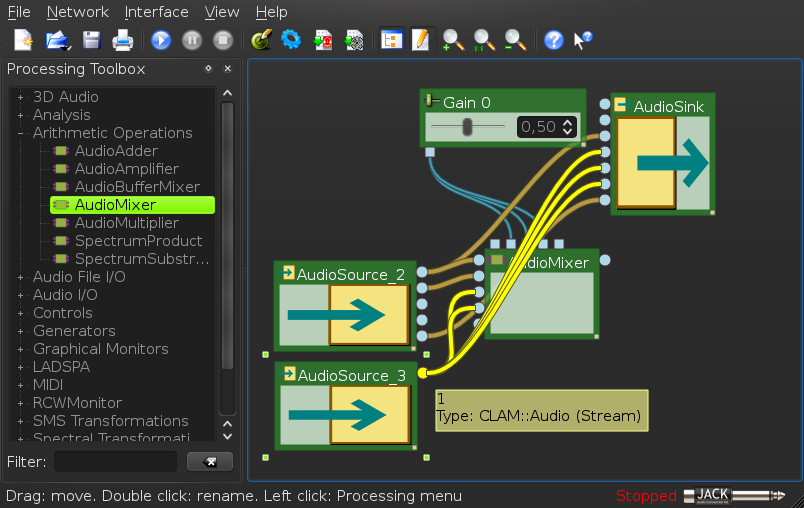 File Network Interface View Help
Processing Toolbox
3D Audio
Analysis
Arithmetic Operations
AudioAdder
AudioAmplifier
AudioBufferMixer
AudioMixer
AudioMultiplier
SpectrumProduct
SpectrumSubstr...
Audio File I/O
Audio I/O
Controls
Generators
Graphical Monitors
LADSPA
MIDI
RCWMonitor
SMS Transformations
Spectral Transformati
Filter:
Gain 0
0,50
AudioSink
AudioSource_2
AudioMixer
AudioSource_3
1
Type: CLAM::Audio (Stream)
Drag: move. Double click: rename. Left click: Processing menu
Stopped
JACK